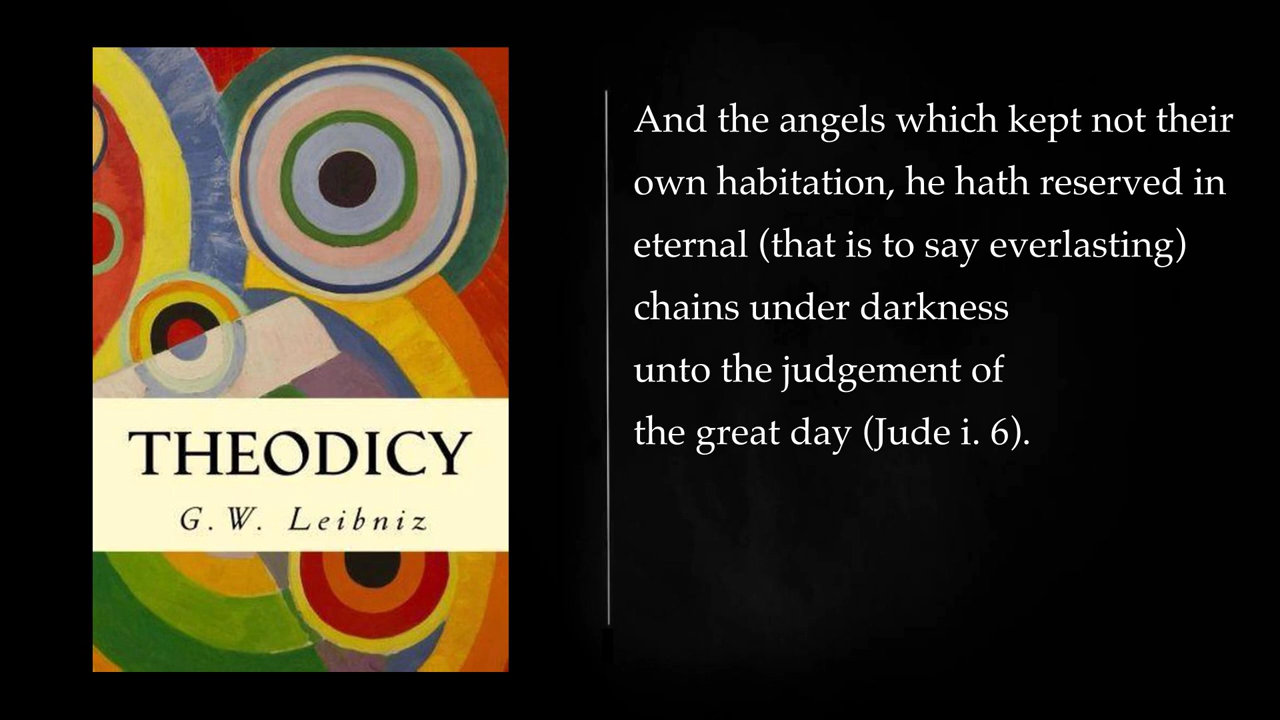 THEODICY
G. W. Leibniz
And the angels which kept not their
own habitation, he hath reserved in
eternal (that is to say everlasting)
chains under darkness
unto the judgement of
the great day (Jude i. 6).